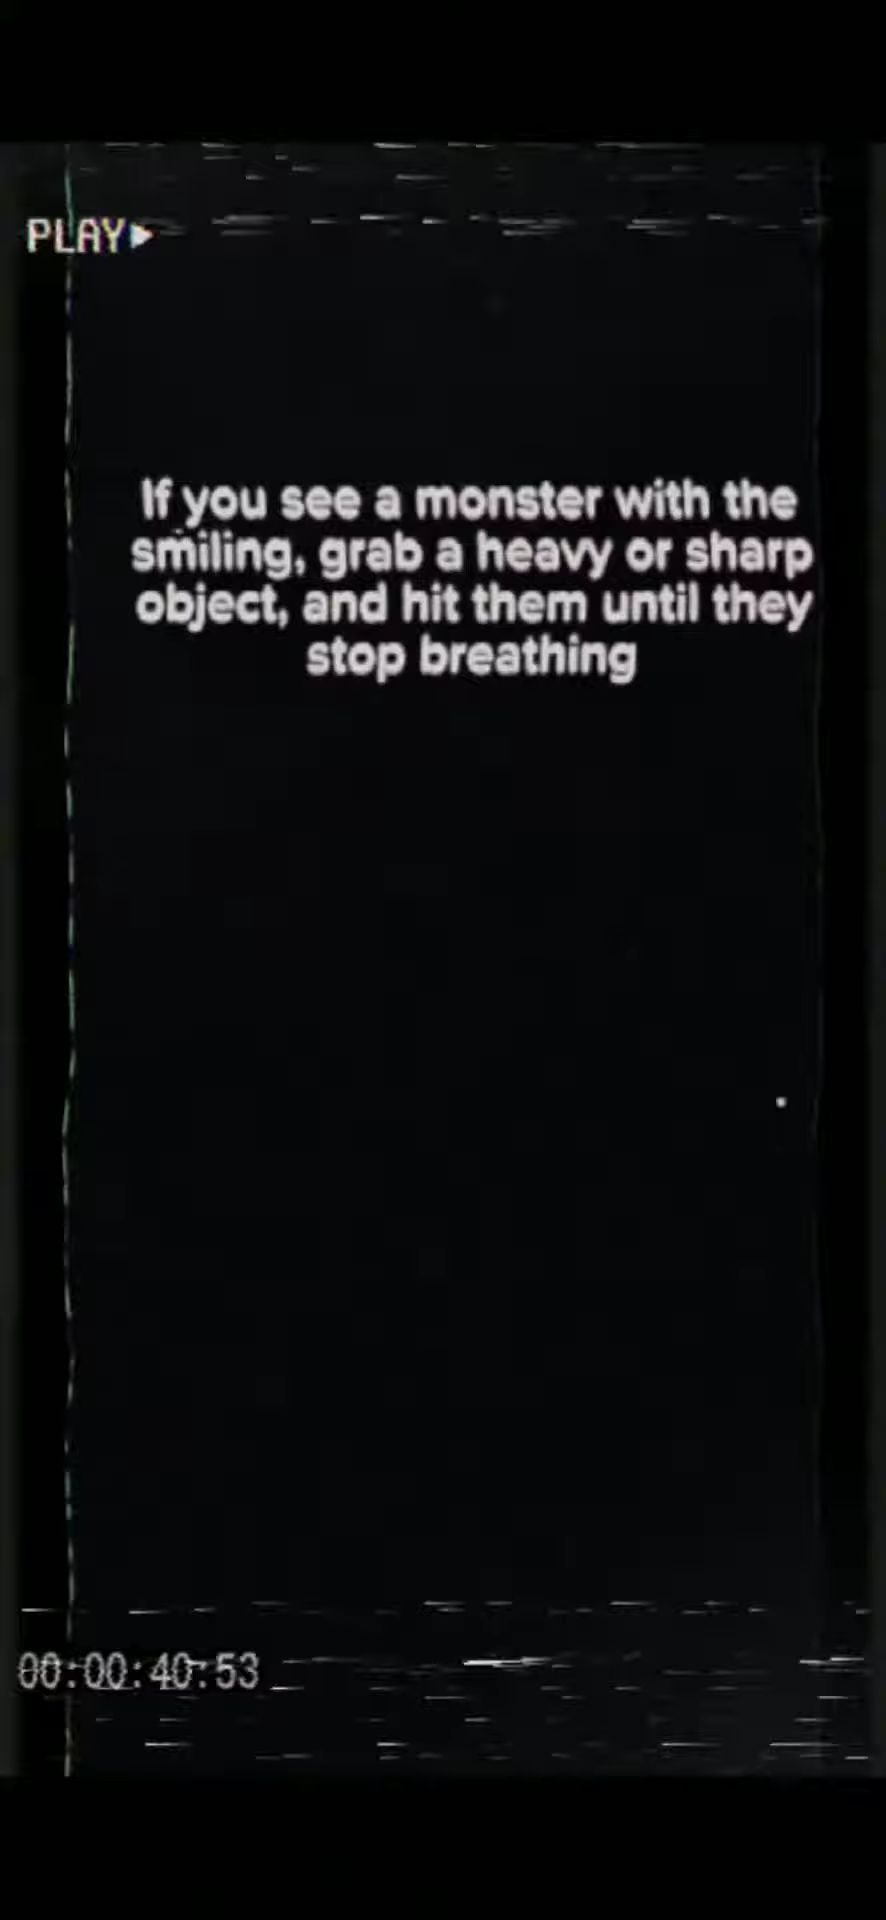 PLAY▶
If you see a monster with the
smiling, grab a heavy or sharp
object, and hit them until they
stop breathing
00:00:40:53